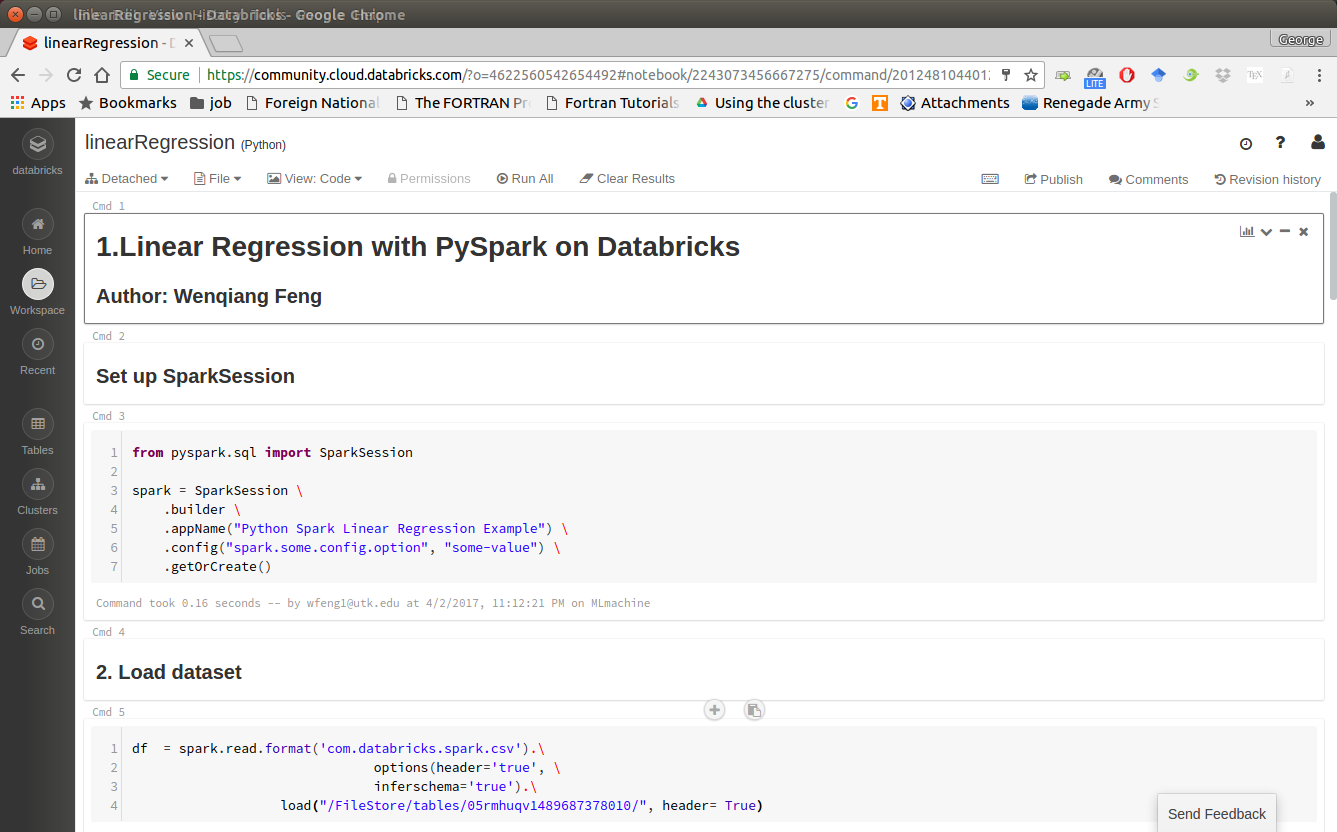 linearRegression - Databricks - Google Chrome
linearRegression - D
George
Secure https://community.cloud.databricks.com/?o=4622560542654492#notebook/2243073456667275/command/201248104401
LITE
Apps Bookmarks job Foreign National The FORTRAN Pr Fortran Tutorials Using the cluster Attachments Renegade Army S
databricks
Home
Workspace
Recent
Tables
Clusters
Jobs
Search
linearRegression (Python)
Detached File View: Code Permissions Run All Clear Results Publish Comments Revision history
Cmd 1
1.Linear Regression with PySpark on Databricks
Author: Wenqiang Feng
Cmd 2
Set up SparkSession
Cmd 3
1 from pyspark.sql import SparkSession
2
3 spark = SparkSession \
4 .builder \
5 .appName("Python Spark Linear Regression Example") \
6 .config("spark.some.config.option", "some-value") \
7 .getOrCreate()
Command took 0.16 seconds -- by wfeng1@utk.edu at 4/2/2017, 11:12:21 PM on MLmachine
Cmd 4
2. Load dataset
Cmd 5
1 df = spark.read.format('com.databricks.spark.csv').\
2 options(header='true', \
3 inferschema='true').\
4 load("/FileStore/tables/05rmhuqv1489687378010/", header= True)
Send Feedback